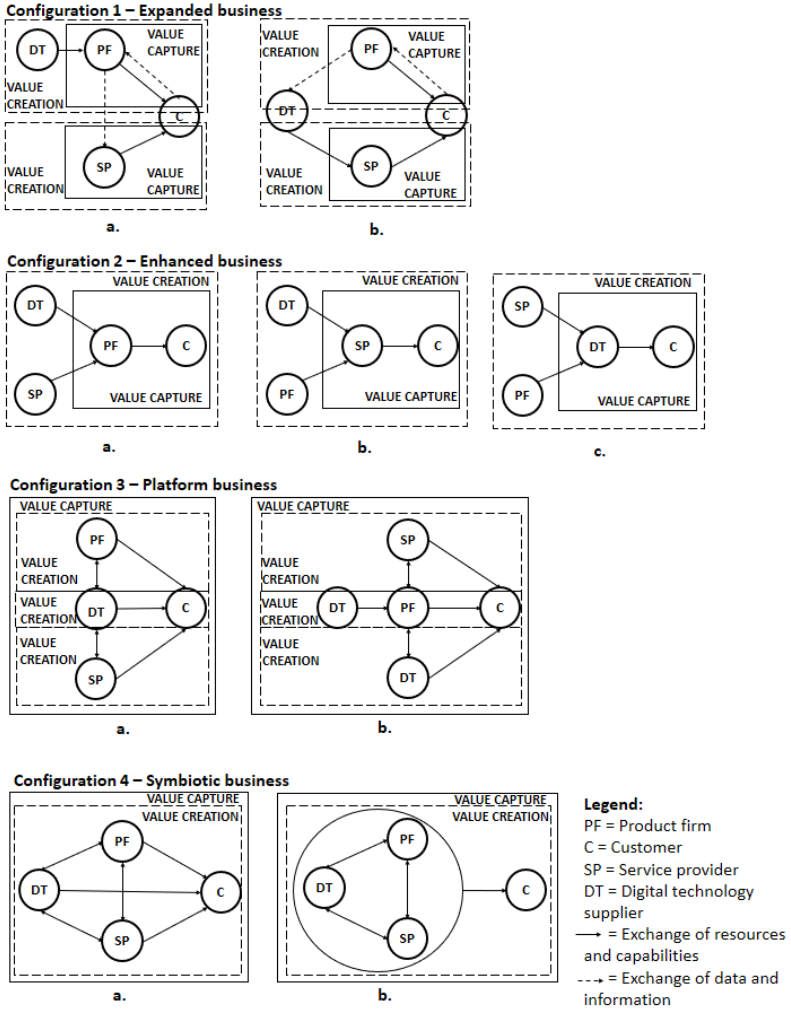 Configuration 1 – Expanded business
DT
PF
VALUE
CAPTURE
VALUE
CREATION
C
SP
VALUE
CREATION
VALUE
CAPTURE
a.
VALUE
CREATION
PF
VALUE
CAPTURE
DT
C
VALUE
CREATION
SP
VALUE
CAPTURE
b.
Configuration 2 – Enhanced business
VALUE CREATION
DT
PF
C
SP
VALUE CAPTURE
a.
VALUE CREATION
DT
SP
C
PF
VALUE CAPTURE
b.
VALUE CREATION
SP
DT
C
PF
VALUE CAPTURE
c.
Configuration 3 – Platform business
VALUE CAPTURE
PF
VALUE
CREATION
VALUE
CREATION
DT
C
VALUE
CREATION
SP
a.
VALUE CAPTURE
SP
VALUE
CREATION
VALUE
CREATION
DT
PF
C
VALUE
CREATION
DT
b.
Configuration 4 – Symbiotic business
VALUE CAPTURE
VALUE CREATION
PF
DT
C
SP
a.
VALUE CAPTURE
VALUE CREATION
PF
DT
C
SP
b.
Legend:
PF = Product firm
C = Customer
SP = Service provider
DT = Digital technology
supplier
= Exchange of resources
and capabilities
= Exchange of data and
information